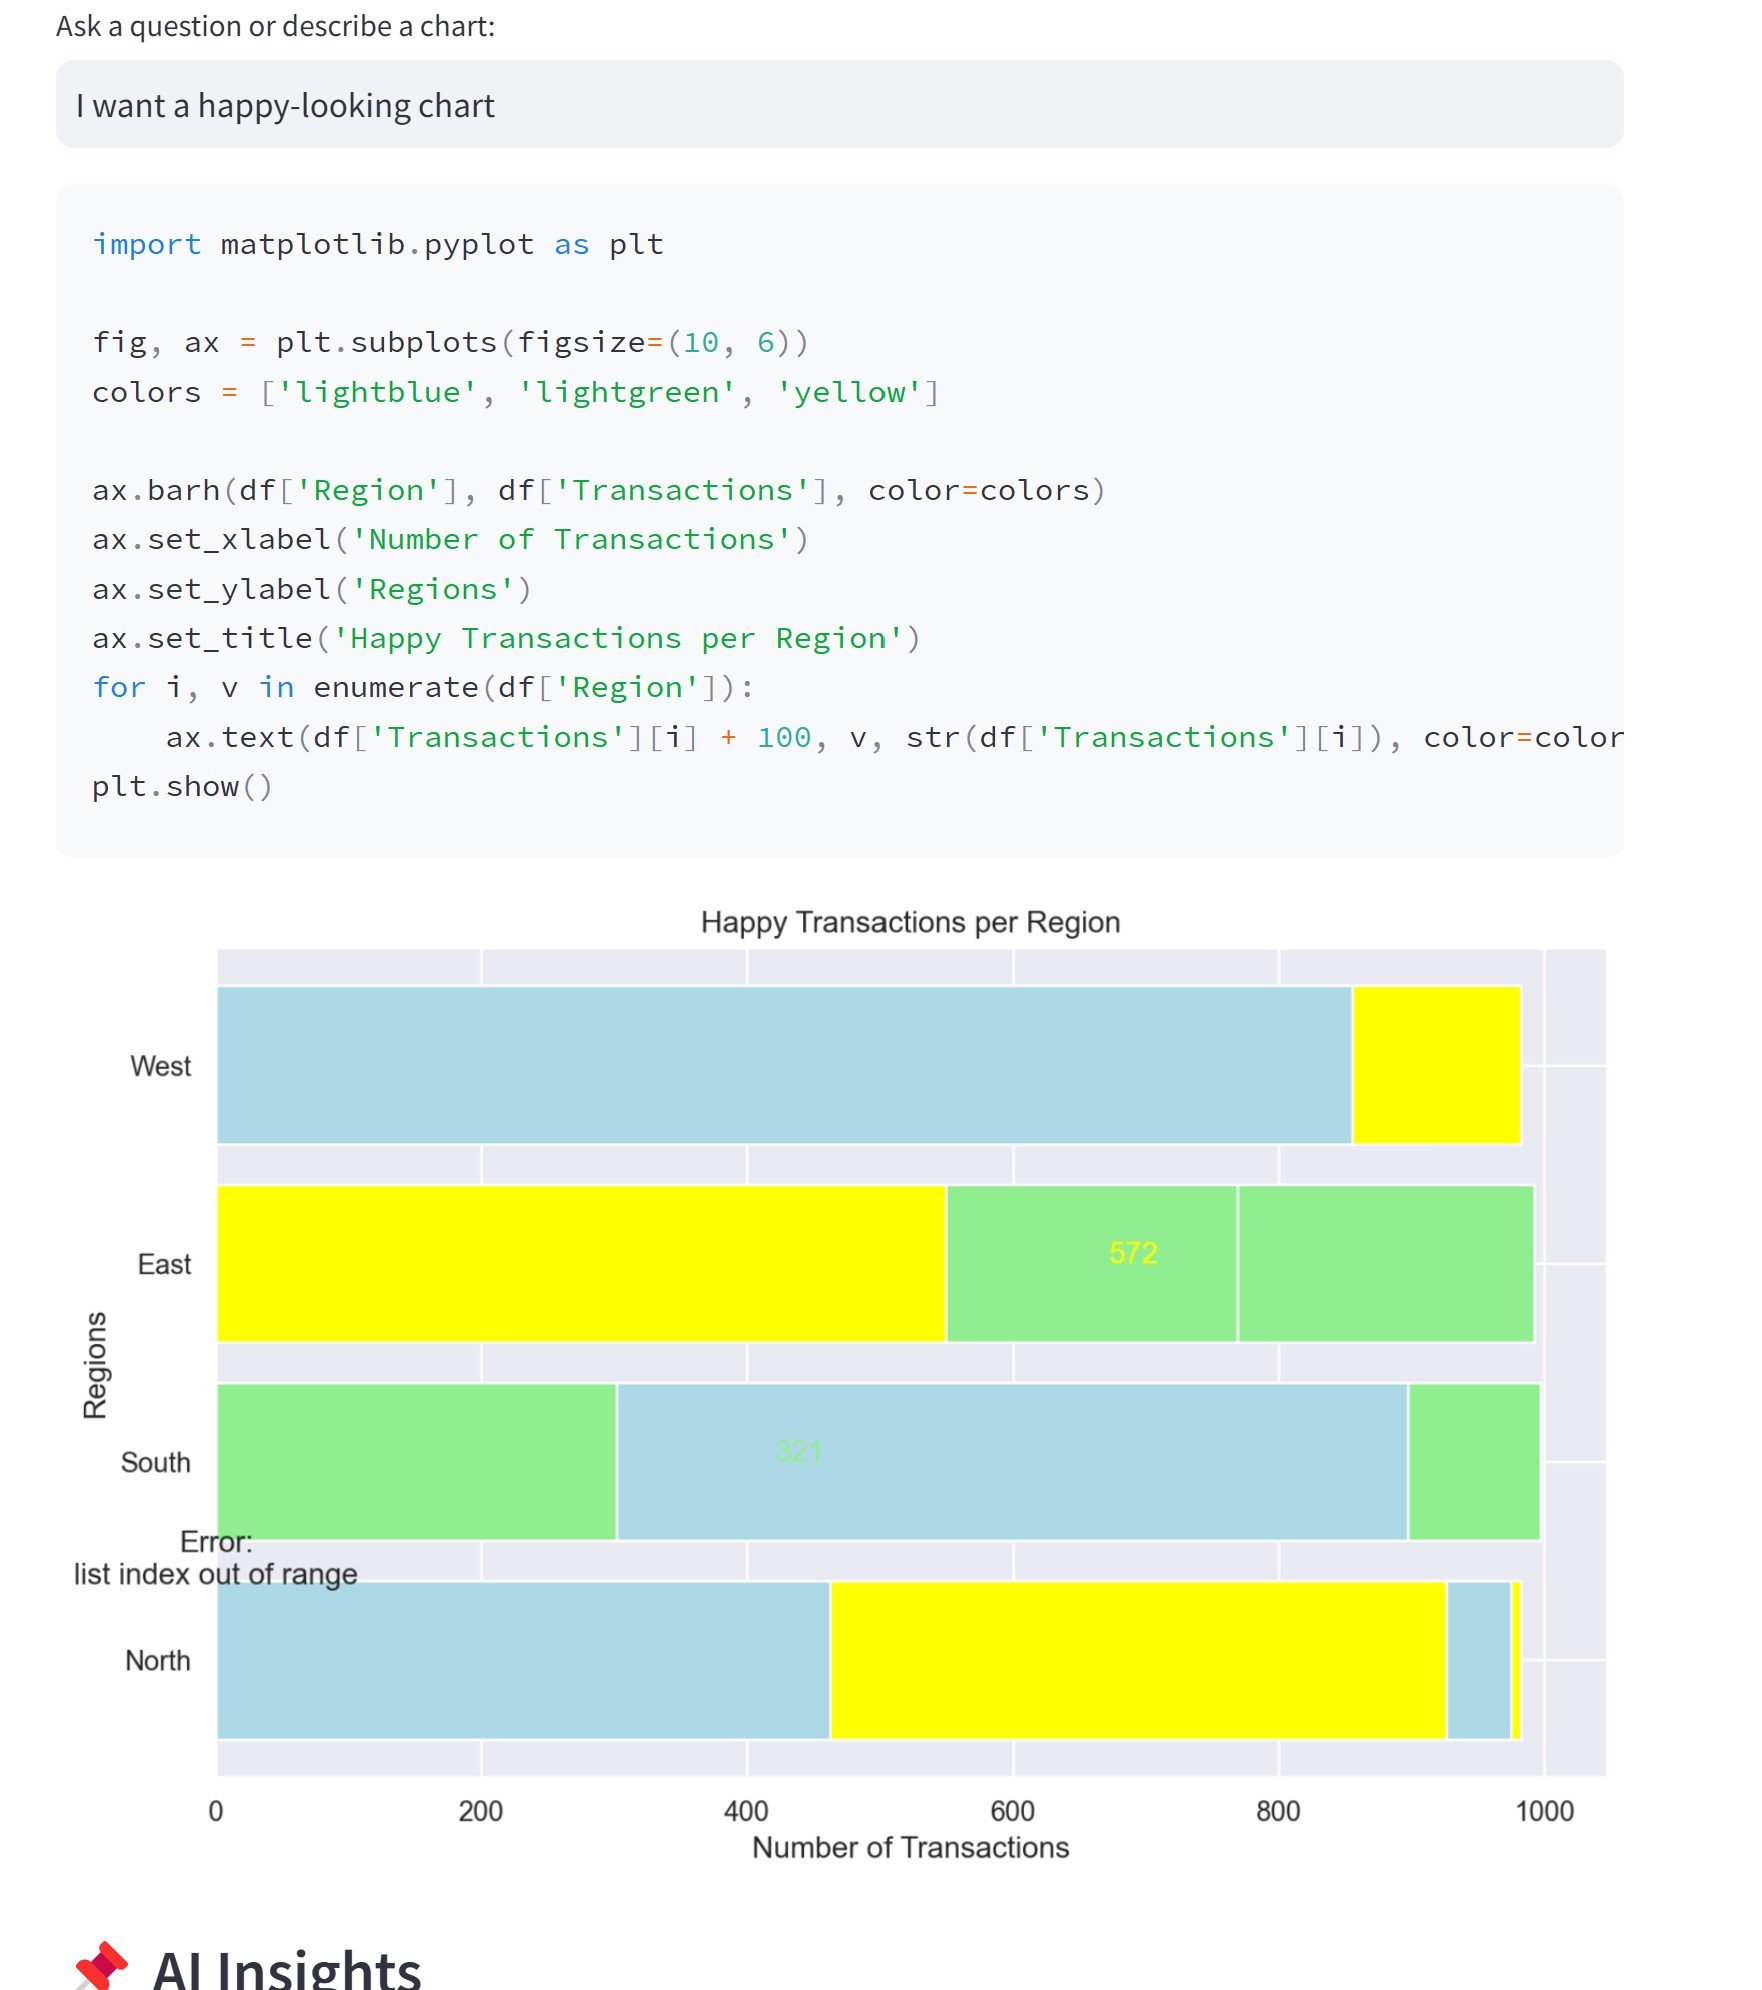 Ask a question or describe a chart:
I want a happy-looking chart
import matplotlib.pyplot as plt
fig, ax = plt.subplots(figsize=(10, 6))
colors = ['lightblue', 'lightgreen', 'yellow']
ax.barh(df['Region'], df['Transactions'], color=colors)
ax.set_xlabel('Number of Transactions')
ax.set_ylabel('Regions')
ax.set_title('Happy Transactions per Region')
for i, v in enumerate(df['Region']):
    ax.text(df['Transactions'][i] + 100, v, str(df['Transactions'][i]), color=color
plt.show()
Happy Transactions per Region
West
East
572
Regions
South
321
Error:
list index out of range
North
0 200 400 600 800 1000
Number of Transactions
AI Insights